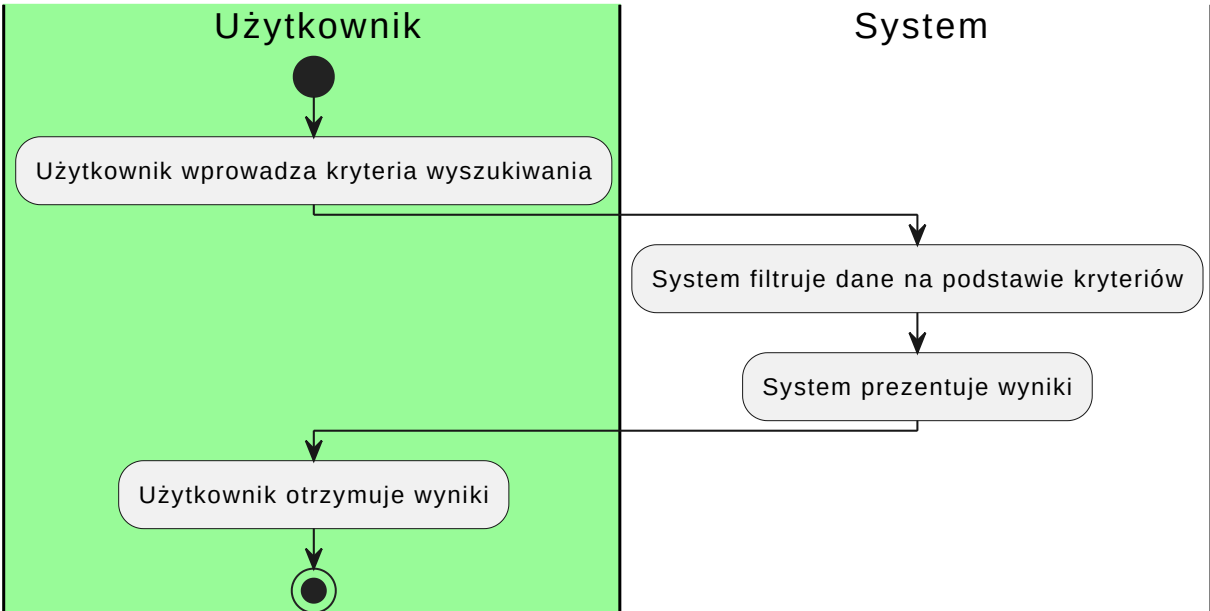 Użytkownik
System
Użytkownik wprowadza kryteria wyszukiwania
System filtruje dane na podstawie kryteriów
System prezentuje wyniki
Użytkownik otrzymuje wyniki